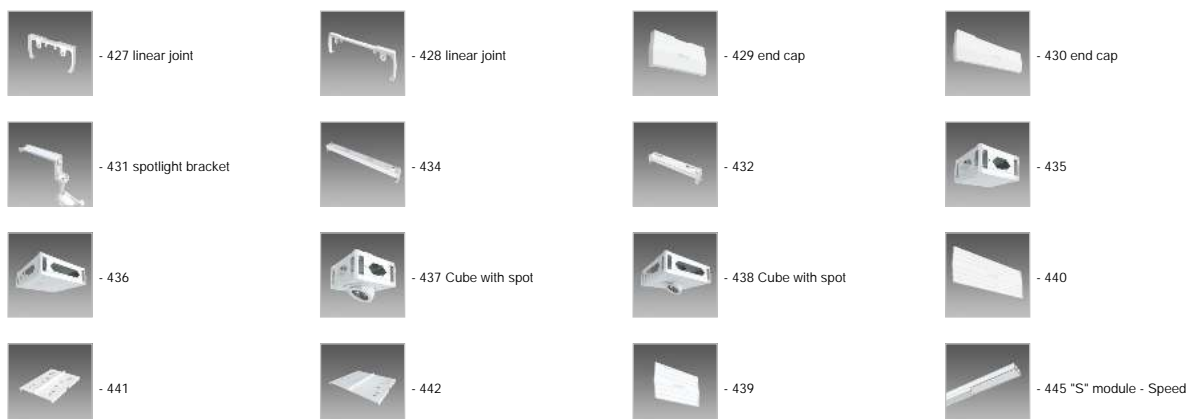 - 427 linear joint
- 428 linear joint
- 429 end cap
- 430 end cap
- 431 spotlight bracket
- 434
- 432
- 435
- 436
- 437 Cube with spot
- 438 Cube with spot
- 440
- 441
- 442
- 439
- 445 "S" module - Speed